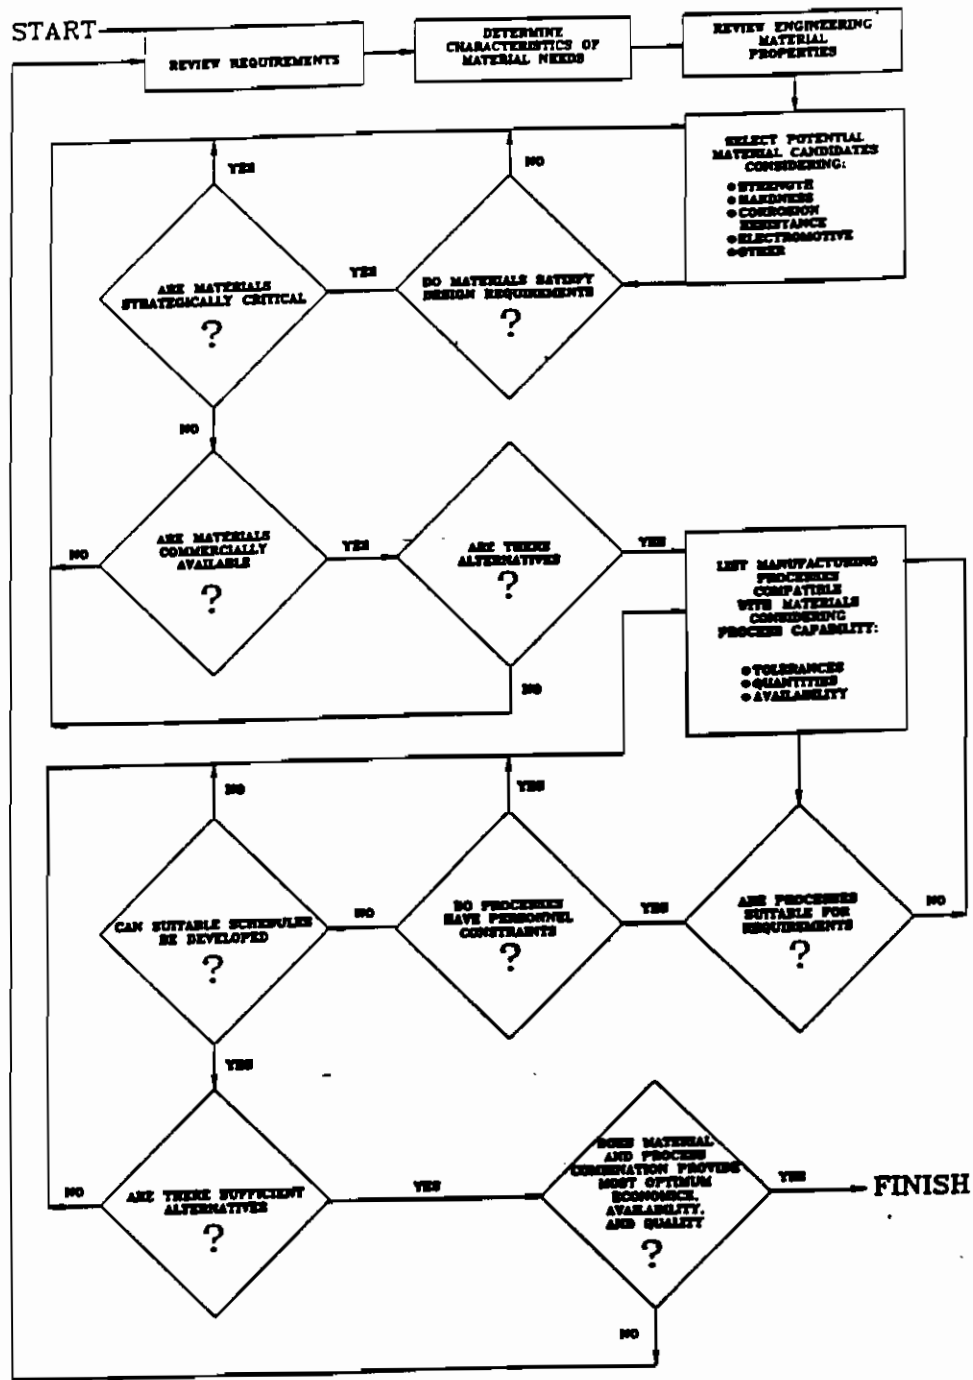 START
REVIEW REQUIREMENTS
DETERMINE
CHARACTERISTICS OF
MATERIAL NEEDS
REVIEW ENGINEERING
MATERIAL
PROPERTIES
SELECT POTENTIAL
MATERIAL CANDIDATES
CONSIDERING:
● STRENGTH
● HARDNESS
● CORROSION
RESISTANCE
● ELECTROMOTIVE
● OTHER
YES
NO
ARE MATERIALS
STRATEGICALLY CRITICAL
?
YES
DO MATERIALS SATISFY
DESIGN REQUIREMENTS
?
NO
ARE MATERIALS
COMMERCIALLY
AVAILABLE
?
NO
YES
ARE THERE
ALTERNATIVES
?
YES
NO
LIST MANUFACTURING
PROCESSES
COMPATIBLE
WITH MATERIALS
CONSIDERING
PROCESS CAPABILITY:
● TOLERANCES
● QUANTITIES
● AVAILABILITY
NO
YES
CAN SUITABLE SCHEDULES
BE DEVELOPED
?
NO
DO PROCESSES
HAVE PERSONNEL
CONSTRAINTS
?
YES
ARE PROCESSES
SUITABLE FOR
REQUIREMENTS
?
NO
YES
ARE THERE SUFFICIENT
ALTERNATIVES
?
NO
YES
DOES MATERIAL
AND PROCESS
COMBINATION PROVIDE
MOST OPTIMUM
ECONOMICS,
AVAILABILITY,
AND QUALITY
?
YES
FINISH
NO